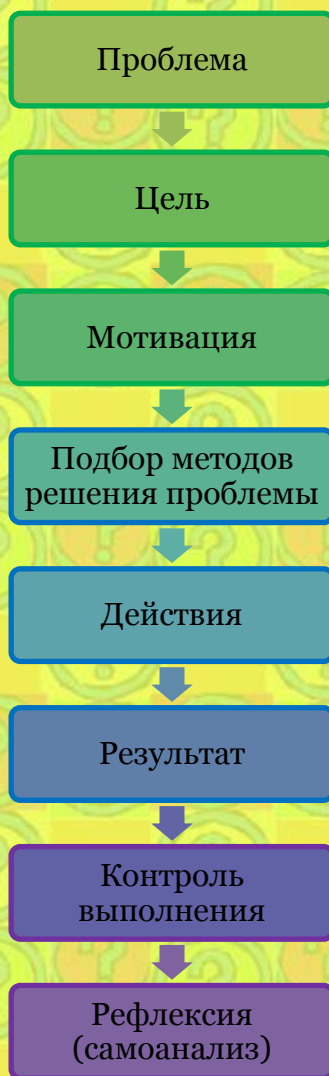 Проблема
Цель
Мотивация
Подбор методов
решения проблемы
Действия
Результат
Контроль
выполнения
Рефлексия
(самоанализ)